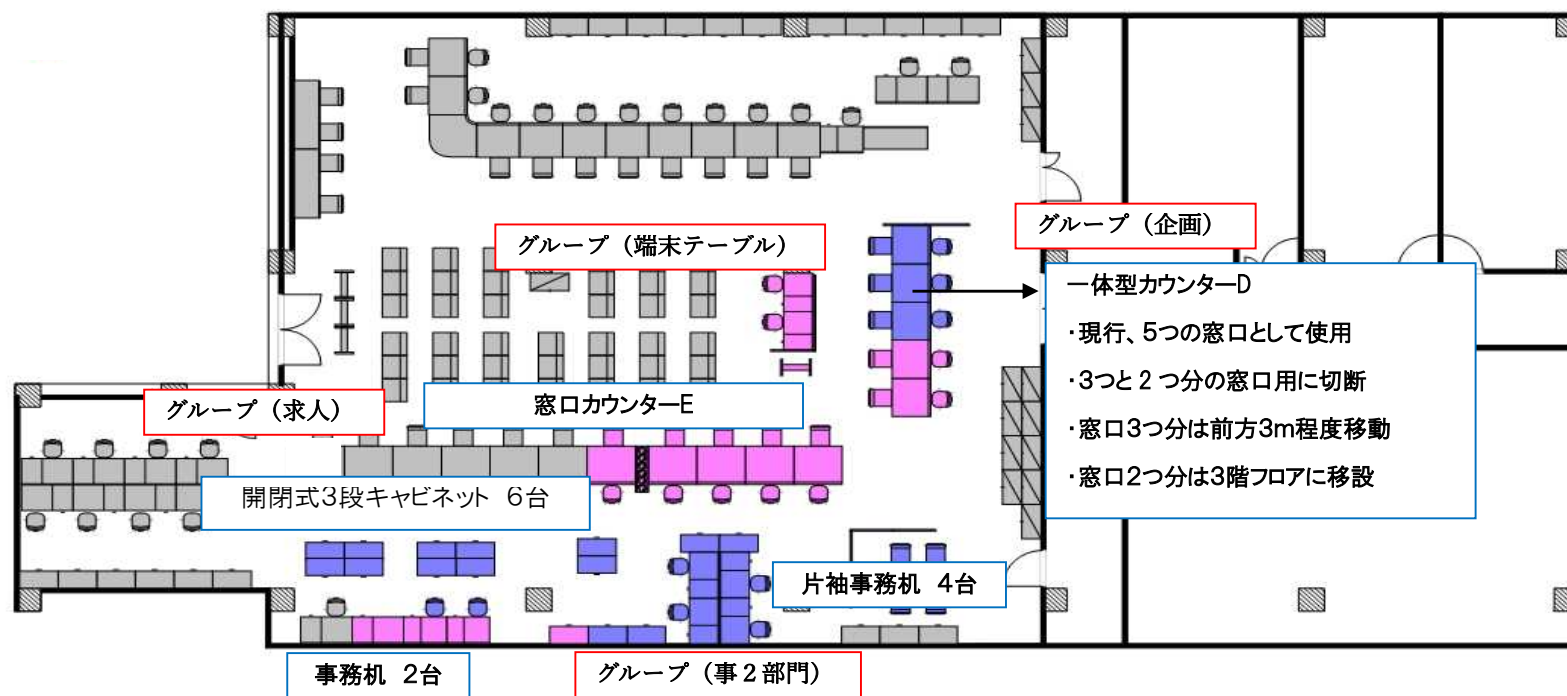 グループ（企画）
グループ（端末テーブル）
一体型カウンターD
・現行、5つの窓口として使用
・3つと2つ分の窓口用に切断
・窓口3つ分は前方3m程度移動
・窓口2つ分は3階フロアに移設
グループ（求人）
窓口カウンターE
開閉式3段キャビネット 6台
片袖事務机 4台
事務机 2台
グループ（事２部門）